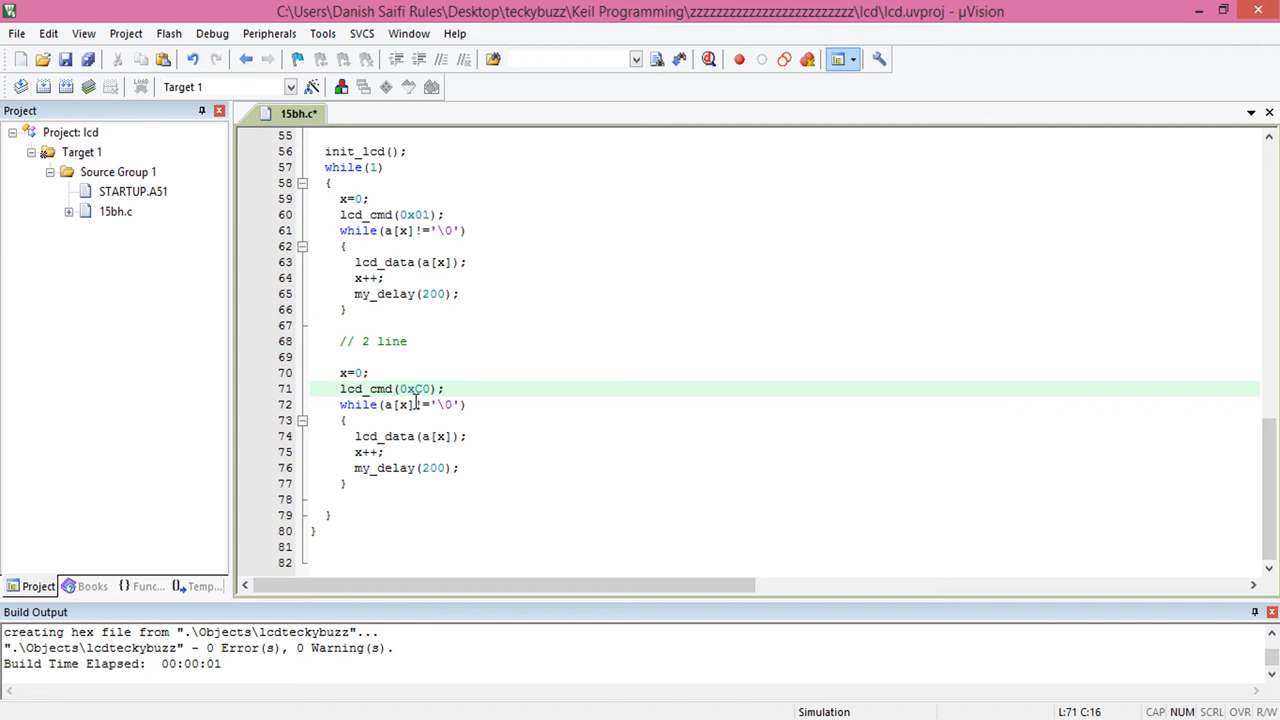 C:\Users\Danish Saifi Rules\Desktop\teckybuzz\Keil Programming\zzzzzzzzzzzzzzzzzzzzzzzzzz\lcd\lcd.uvproj - µVision
File Edit View Project Flash Debug Peripherals Tools SVCS Window Help
LOAD Target 1
Project
15bh.c*
Project: lcd
Target 1
Source Group 1
STARTUP.A51
15bh.c
55
56 init_lcd();
57 while(1)
58 {
59 x=0;
60 lcd_cmd(0x01);
61 while(a[x]!='\0')
62 {
63 lcd_data(a[x]);
64 x++;
65 my_delay(200);
66 }
67
68 // 2 line
69
70 x=0;
71 lcd_cmd(0xC0);
72 while(a[x]!='\0')
73 {
74 lcd_data(a[x]);
75 x++;
76 my_delay(200);
77 }
78
79 }
80 }
81
82
Project Books {} Func... Temp...
Build Output
creating hex file from ".\Objects\lcdteckybuzz"...
".\Objects\lcdteckybuzz" - 0 Error(s), 0 Warning(s).
Build Time Elapsed: 00:00:01
Simulation L:71 C:16 CAP NUM SCRL OVR R/W